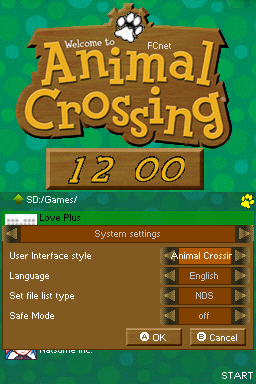 Welcome to FCnet
Animal
Crossing
12 00
SD:/Games/
Love Plus
System settings
User Interface style Animal Crossin
Language English
Set file list type NDS
Safe Mode off
A OK B Cancel
Natsume Inc.
START